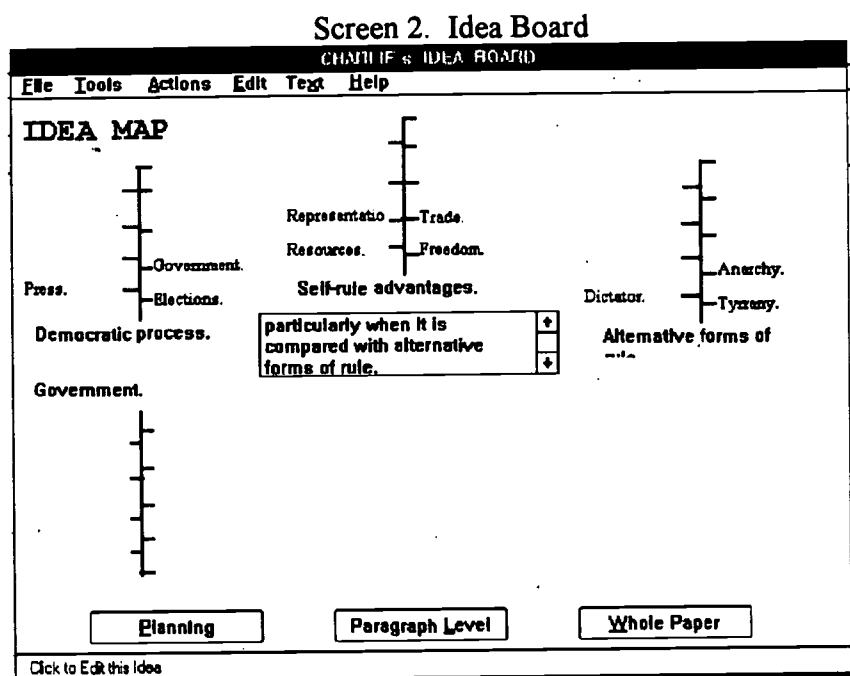 Screen 2. Idea Board
CHARLIE's IDEA BOARD
File Tools Actions Edit Text Help
IDEA MAP
Representatio Trade.
Resources. Freedom.
Self-rule advantages.
Government.
Press. Elections.
Democratic process.
Anarchy.
Dictator. Tyranny.
Alternative forms of
particularly when it is
compared with alternative
forms of rule.
Government.
Planning Paragraph Level Whole Paper
Click to Edit this Idea